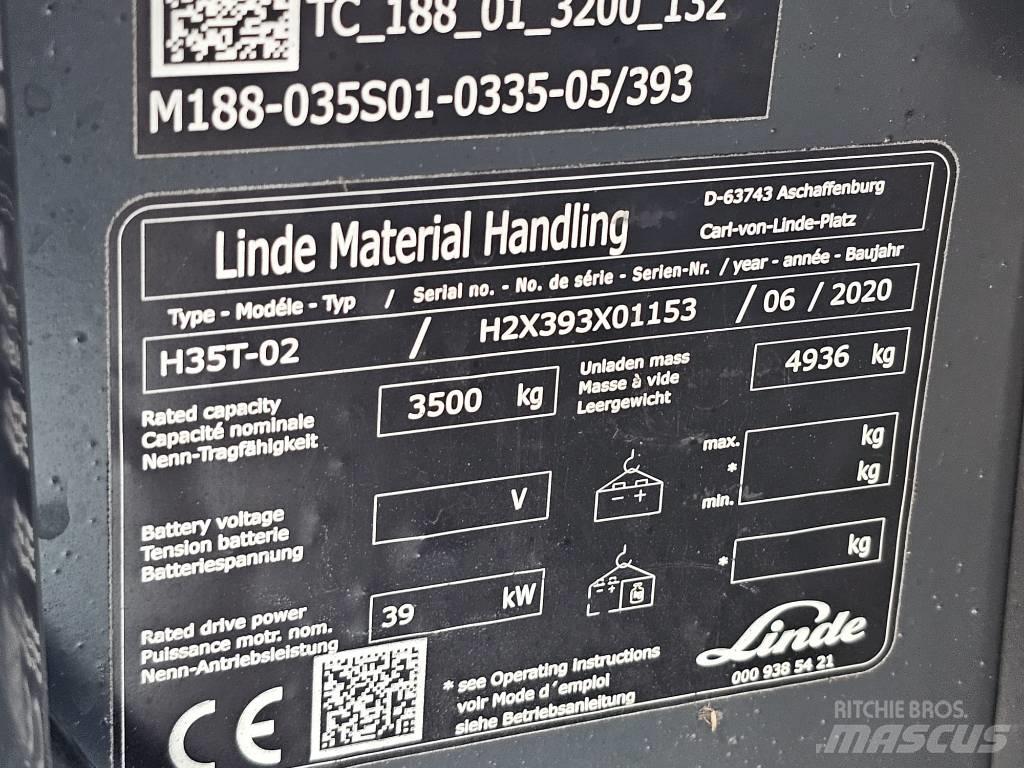 TC_188_01_3200_132
M188-035S01-0335-05/393
Linde Material Handling
D-63743 Aschaffenburg
Carl-von-Linde-Platz
Type - Modéle - Typ / Serial no. - No. de série - Serien-Nr. / year - année - Baujahr
H35T-02 / H2X393X01153 / 06 / 2020
Rated capacity
Capacité nominale
Nenn-Tragfähigkeit
3500 kg
Unladen mass
Masse à vide
Leergewicht
4936 kg
Battery voltage
Tension batterie
Batteriespannung
V
- +
max. kg
* kg
min.
Rated drive power
Puissance motr. nom.
Nenn-Antriebsleistung
39 kW
* kg
CE
* see Operating Instructions
voir Mode d´emploi
siehe Betriebsanleitung
Linde
000 938 54 21
RITCHIE BROS.
MASCUS